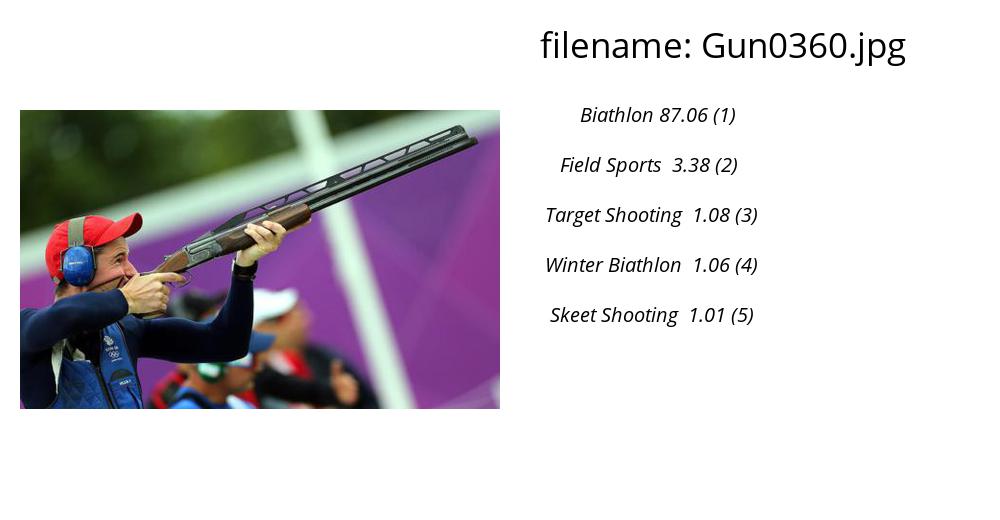 filename: Gun0360.jpg
Biathlon 87.06 (1)
Field Sports 3.38 (2)
Target Shooting 1.08 (3)
Winter Biathlon 1.06 (4)
Skeet Shooting 1.01 (5)